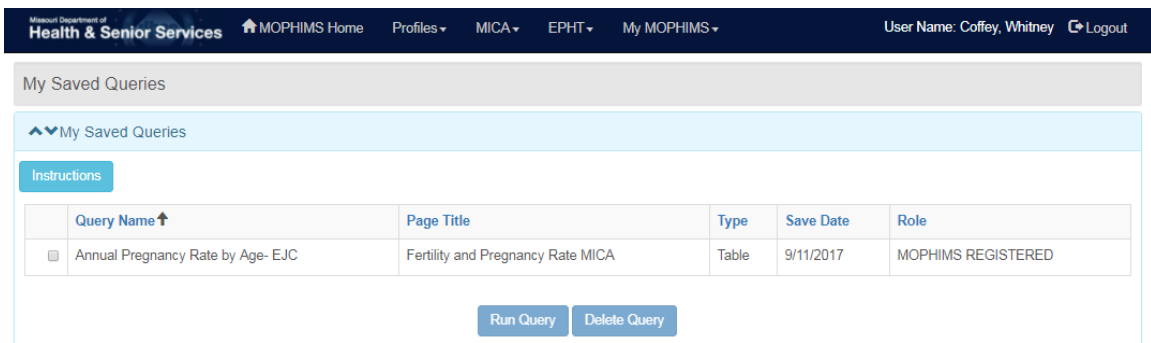 Missouri Department of
Health & Senior Services MOPHIMS Home Profiles MICA EPHT My MOPHIMS User Name: Coffey, Whitney Logout
My Saved Queries
My Saved Queries
Instructions
Query Name Page Title Type Save Date Role
Annual Pregnancy Rate by Age- EJC Fertility and Pregnancy Rate MICA Table 9/11/2017 MOPHIMS REGISTERED
Run Query Delete Query